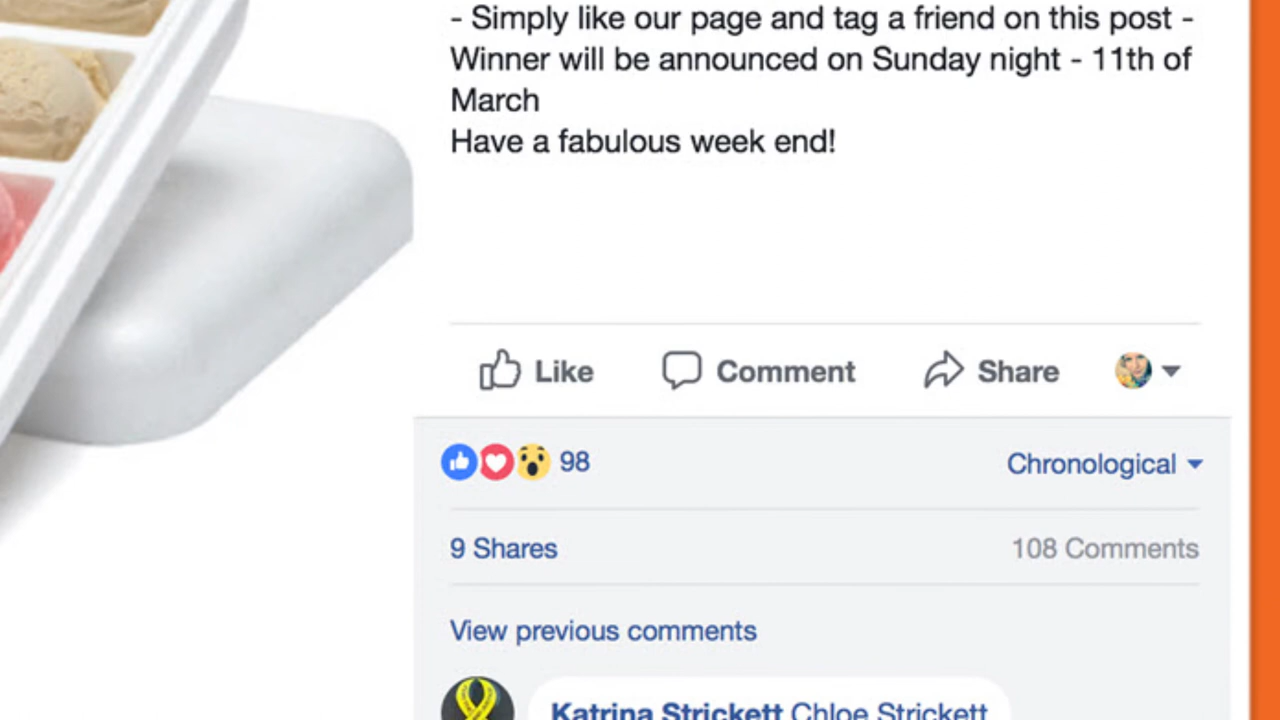 - Simply like our page and tag a friend on this post -
Winner will be announced on Sunday night - 11th of
March
Have a fabulous week end!
Like
Comment
Share
98
Chronological
9 Shares
108 Comments
View previous comments
Katrina Strickett Chloe Strickett